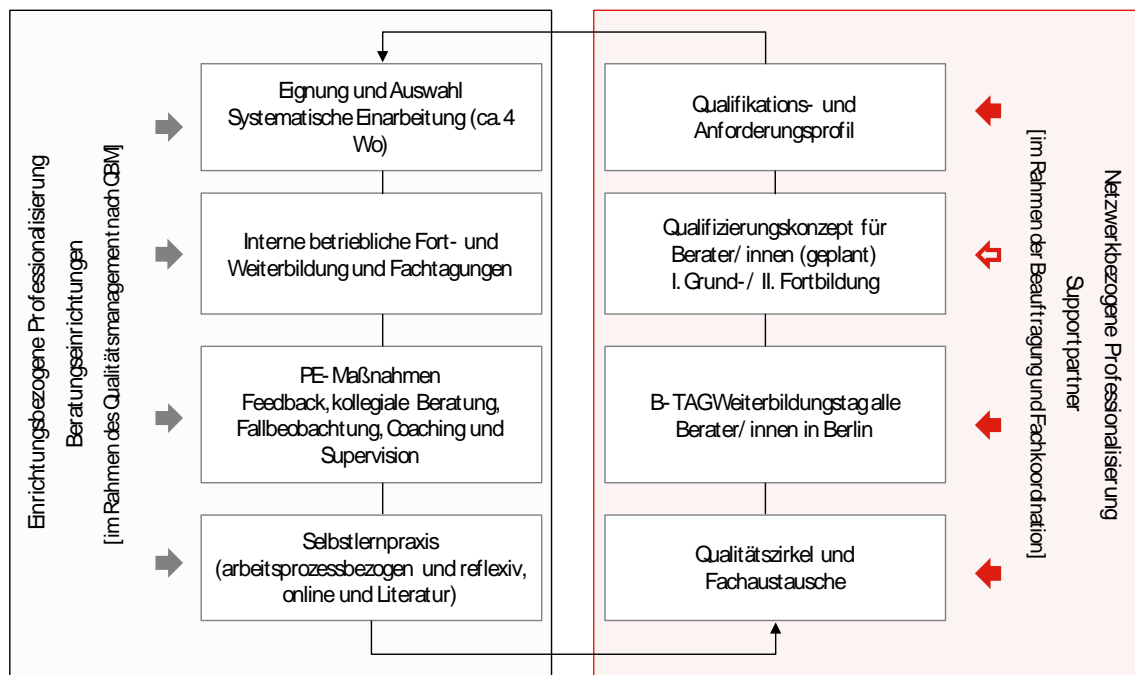 Einrichtungsbezogene Professionalisierung
Beratungseinrichtungen
[im Rahmen des Qualitätsmanagement nach QBM]
Eignung und Auswahl
Systematische Einarbeitung (ca. 4
Wo)
Interne betriebliche Fort- und
Weiterbildung und Fachtagungen
PE-Maßnahmen
Feedback, kollegiale Beratung,
Fallbeobachtung, Coaching und
Supervision
Selbstlernpraxis
(arbeitsprozessbezogen und reflexiv,
online und Literatur)
Qualifikations- und
Anforderungsprofil
Qualifizierungskonzept für
Berater/innen (geplant)
I. Grund-/ II. Fortbildung
B-TAG Weiterbildungstag alle
Berater/innen in Berlin
Qualitätszirkel und
Fachaustausche
Netzwerkbezogene Professionalisierung
Supportpartner
[im Rahmen der Beauftragung und Fachkoordination]